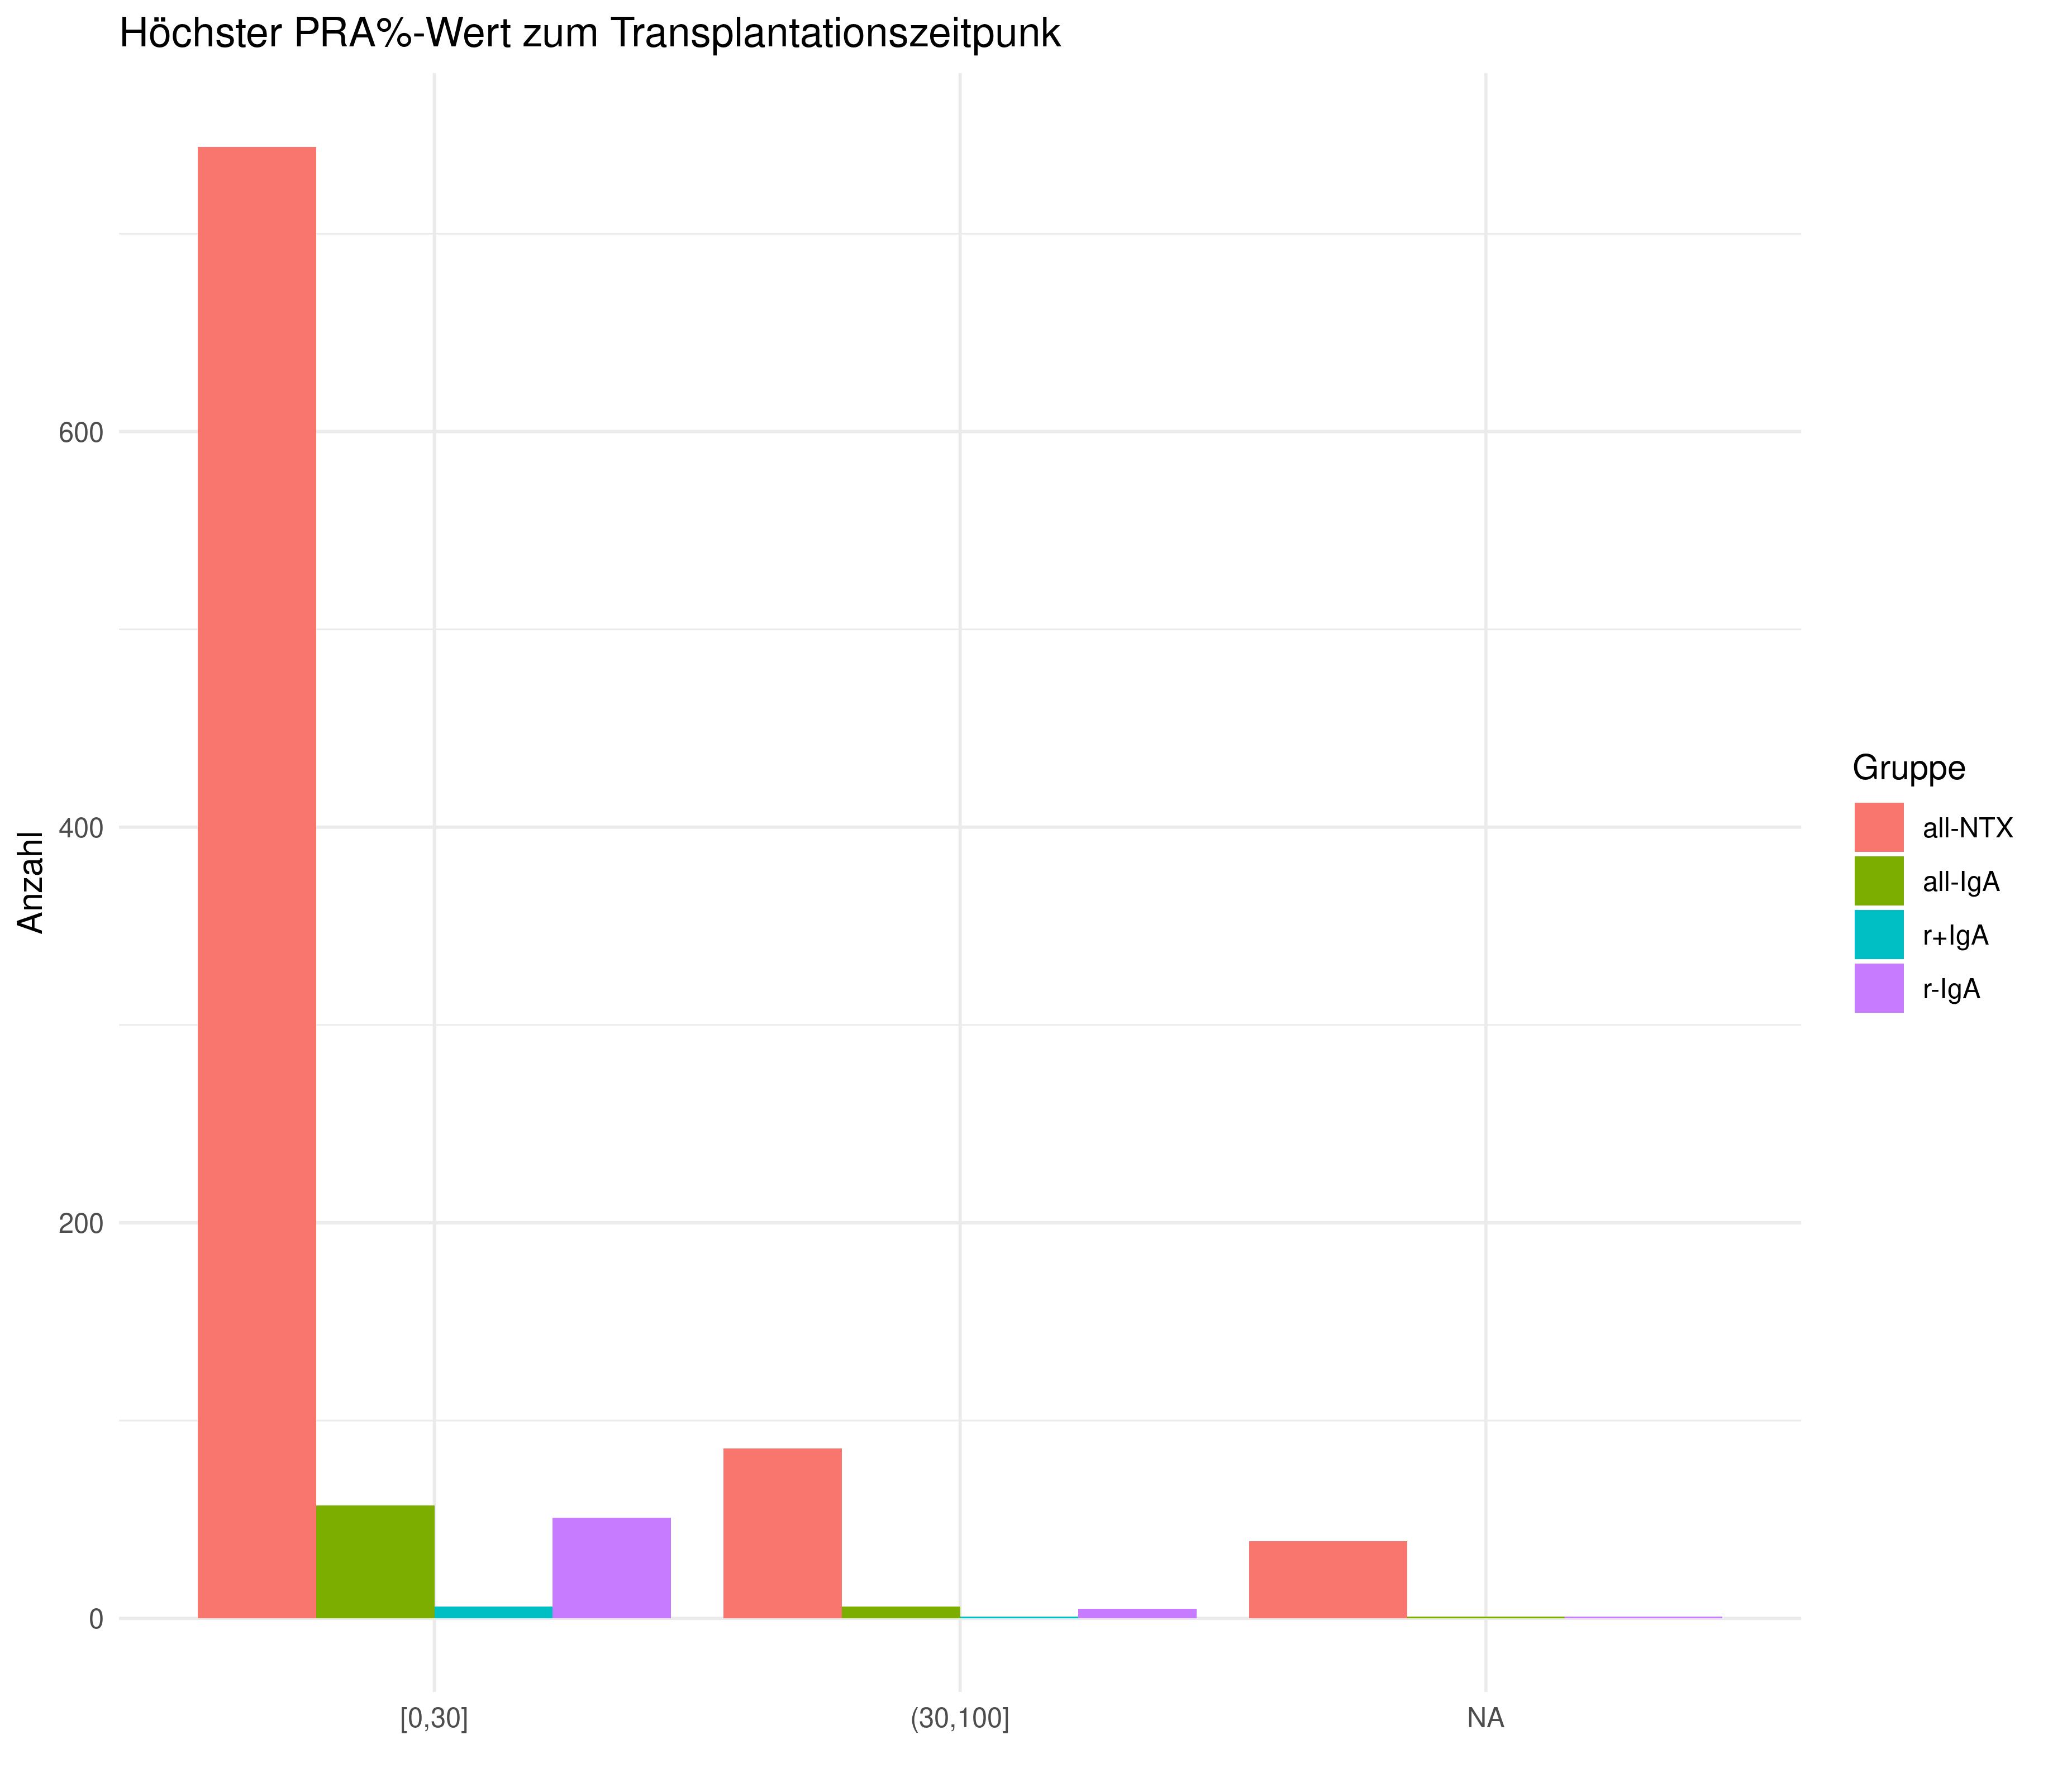 Höchster PRA%-Wert zum Transplantationszeitpunk
Anzahl
600
400
200
0
[0,30]
(30,100]
NA
Gruppe
all-NTX
all-IgA
r+IgA
r-IgA